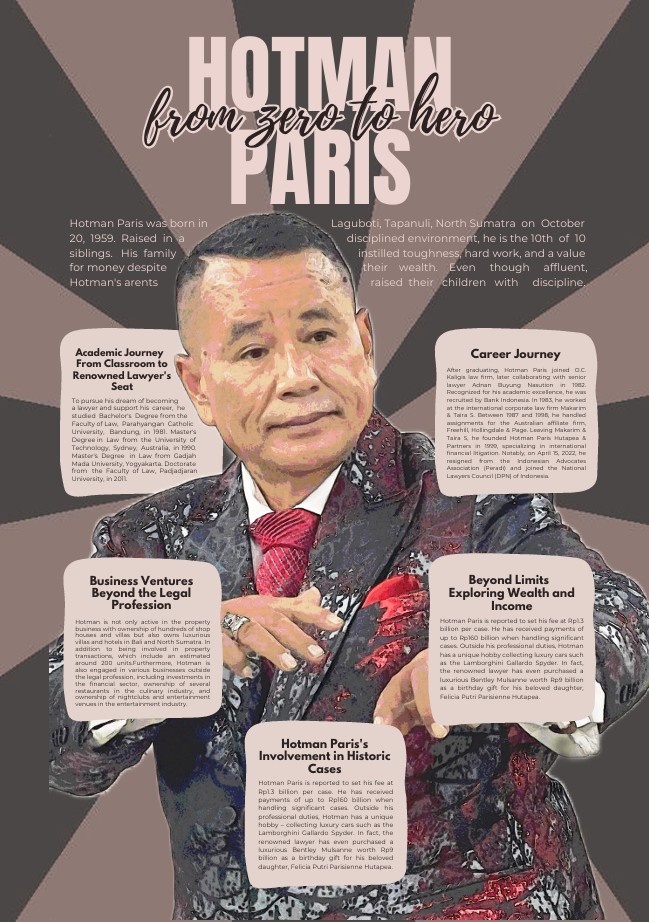 HOTMAN
from zero to hero
PARIS
Hotman Paris was born in Laguboti, Tapanuli, North Sumatra on October
20, 1959. Raised in a disciplined environment, he is the 10th of 10
siblings. His family instilled toughness, hard work, and a value
for money despite their wealth. Even though affluent,
Hotman's arents raised their children with discipline.
Academic Journey
From Classroom to
Renowned Lawyer's
Seat
To pursue his dream of becoming
a lawyer and support his career, he
studied Bachelor's Degree from the
Faculty of Law, Parahyangan Catholic
University, Bandung, in 1981. Master's
Degree in Law from the University of
Technology, Sydney, Australia, in 1990.
Master's Degree in Law from Gadjah
Mada University, Yogyakarta. Doctorate
from the Faculty of Law, Padjadjaran
University, in 2011.
Career Journey
After graduating, Hotman Paris joined O.C.
Kaligis law firm, later collaborating with senior
lawyer Adnan Buyung Nasution in 1982.
Recognized for his academic excellence, he was
recruited by Bank Indonesia. In 1983, he worked
at the international corporate law firm Makarim
& Taira S. Between 1987 and 1998, he handled
assignments for the Australian affiliate firm,
Freehill, Hollingdale & Page. Leaving Makarim &
Taira S, he founded Hotman Paris Hutapea &
Partners in 1999, specializing in international
financial litigation. Notably, on April 15, 2022, he
resigned from the Indonesian Advocates
Association (Peradi) and joined the National
Lawyers Council (DPN) of Indonesia.
Business Ventures
Beyond the Legal
Profession
Hotman is not only active in the property
business with ownership of hundreds of shop
houses and villas but also owns luxurious
villas and hotels in Bali and North Sumatra. In
addition to being involved in property
transactions, which include an estimated
around 200 units.Furthermore, Hotman is
also engaged in various businesses outside
the legal profession, including investments in
the financial sector, ownership of several
restaurants in the culinary industry, and
ownership of nightclubs and entertainment
venues in the entertainment industry.
Beyond Limits
Exploring Wealth and
Income
Hotman Paris is reported to set his fee at Rp1.3
billion per case. He has received payments of
up to Rp160 billion when handling significant
cases. Outside his professional duties, Hotman
has a unique hobby collecting luxury cars such as
the Lamborghini Gallardo Spyder. In fact, the
renowned lawyer has even purchased a
luxurious Bentley Mulsanne worth Rp9 billion
as a birthday gift for his beloved daughter,
Felicia Putri Parisienne Hutapea.
Hotman Paris's
Involvement in Historic
Cases
Hotman Paris is reported to set his fee at
Rp1.3 billion per case. He has received
payments of up to Rp160 billion when
handling significant cases. Outside his
professional duties, Hotman has a unique
hobby – collecting luxury cars such as the
Lamborghini Gallardo Spyder. In fact, the
renowned lawyer has even purchased a
luxurious Bentley Mulsanne worth Rp9
billion as a birthday gift for his beloved
daughter, Felicia Putri Parisienne Hutapea.